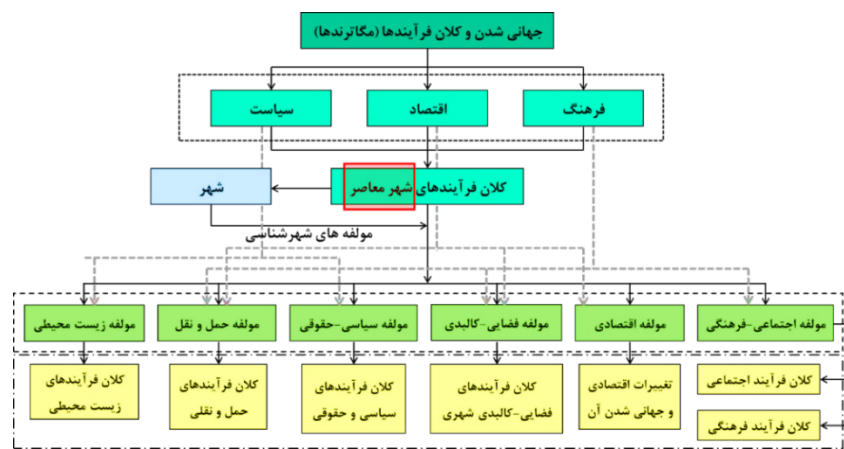 جهانی شدن و کلان فرآیندها (مگاترندها)
فرهنگ
اقتصاد
سیاست
کلان فرآیندهای شهر معاصر
شهر
مولفه های شهرشناسی
مولفه اجتماعی-فرهنگی
مولفه اقتصادی
مولفه فضایی-کالبدی
مولفه سیاسی-حقوقی
مولفه حمل و نقل
مولفه زیست محیطی
کلان فرآیند اجتماعی
کلان فرآیند فرهنگی
تغییرات اقتصادی
و جهانی شدن آن
کلان فرآیندهای
فضایی-کالبدی شهری
کلان فرآیندهای
سیاسی و حقوقی
کلان فرآیندهای
حمل و نقلی
کلان فرآیندهای
زیست محیطی